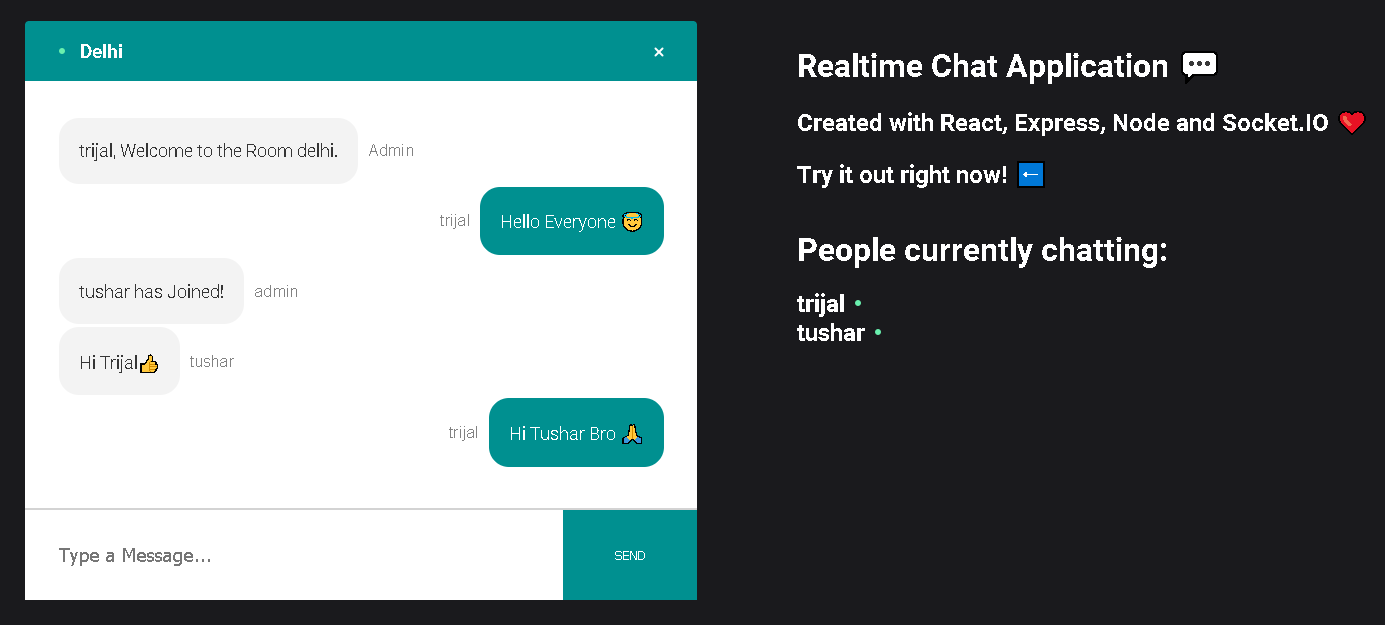 Delhi ×
trijal, Welcome to the Room delhi. Admin
trijal Hello Everyone 😇
tushar has Joined! admin
Hi Trijal👍 tushar
trijal Hi Tushar Bro 🙏
Type a Message...
SEND
Realtime Chat Application 💬
Created with React, Express, Node and Socket.IO ❤️
Try it out right now! ⬅️
People currently chatting:
trijal
tushar